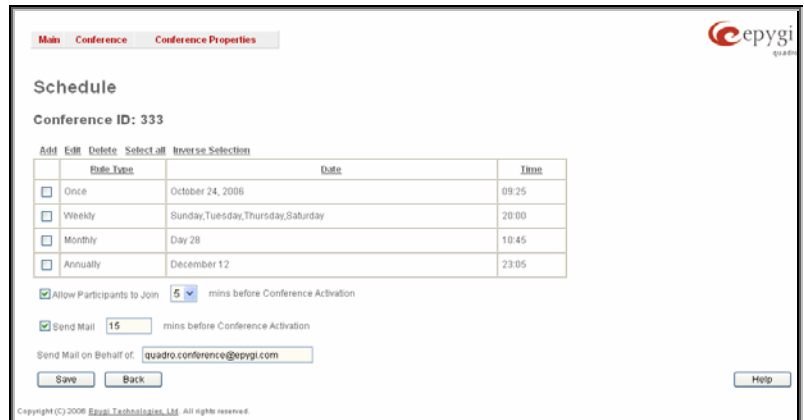 Main Conference Conference Properties
epygi
quadro
Schedule
Conference ID: 333
Add Edit Delete Select all Inverse Selection
Rule Type Date Time
Once October 24, 2006 09:25
Weekly Sunday,Tuesday,Thursday,Saturday 20:00
Monthly Day 28 10:45
Annually December 12 23:05
Allow Participants to Join 5 mins before Conference Activation
Send Mail 15 mins before Conference Activation
Send Mail on Behalf of: quadro.conference@epygi.com
Save Back Help
Copyright (C) 2006 Epygi Technologies, Ltd. All rights reserved.